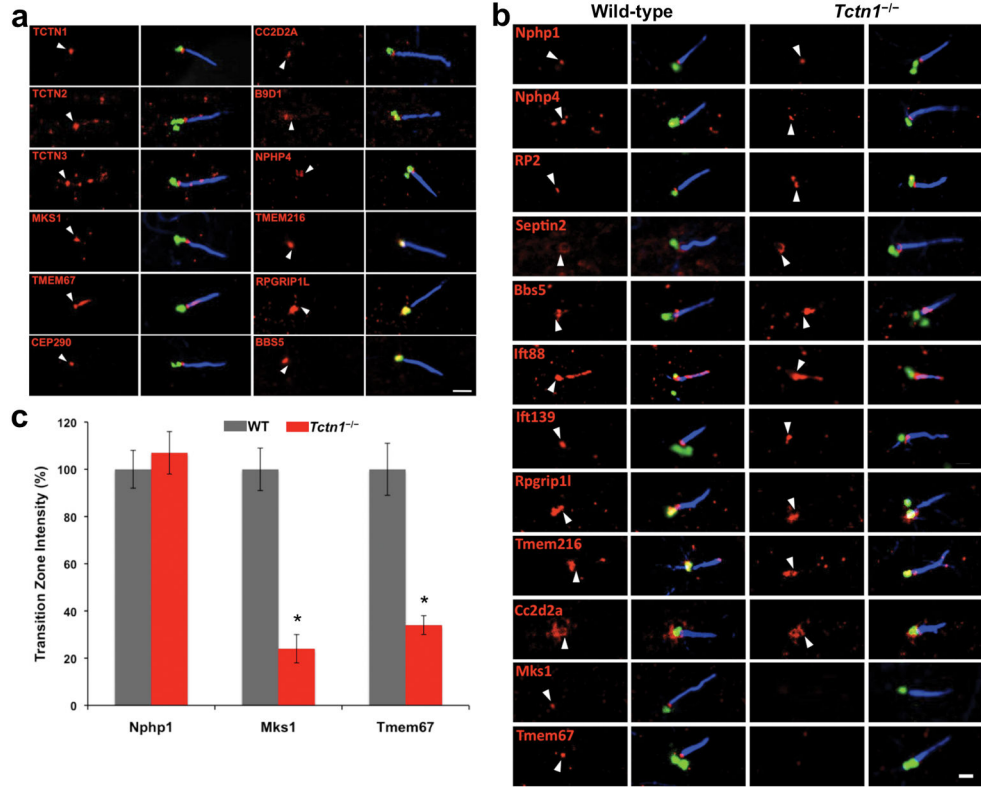 a
TCTN1
CC2D2A
TCTN2
B9D1
TCTN3
NPHP4
MKS1
TMEM216
TMEM67
RPGRIP1L
CEP290
BBS5
b
Wild-type
Tctn1−/−
Nphp1
Nphp4
RP2
Septin2
Bbs5
Ift88
Ift139
Rpgrip1l
Tmem216
Cc2d2a
Mks1
Tmem67
c
WT
Tctn1−/−
Transition Zone Intensity (%)
120
100
80
60
40
20
0
*
*
Nphp1
Mks1
Tmem67